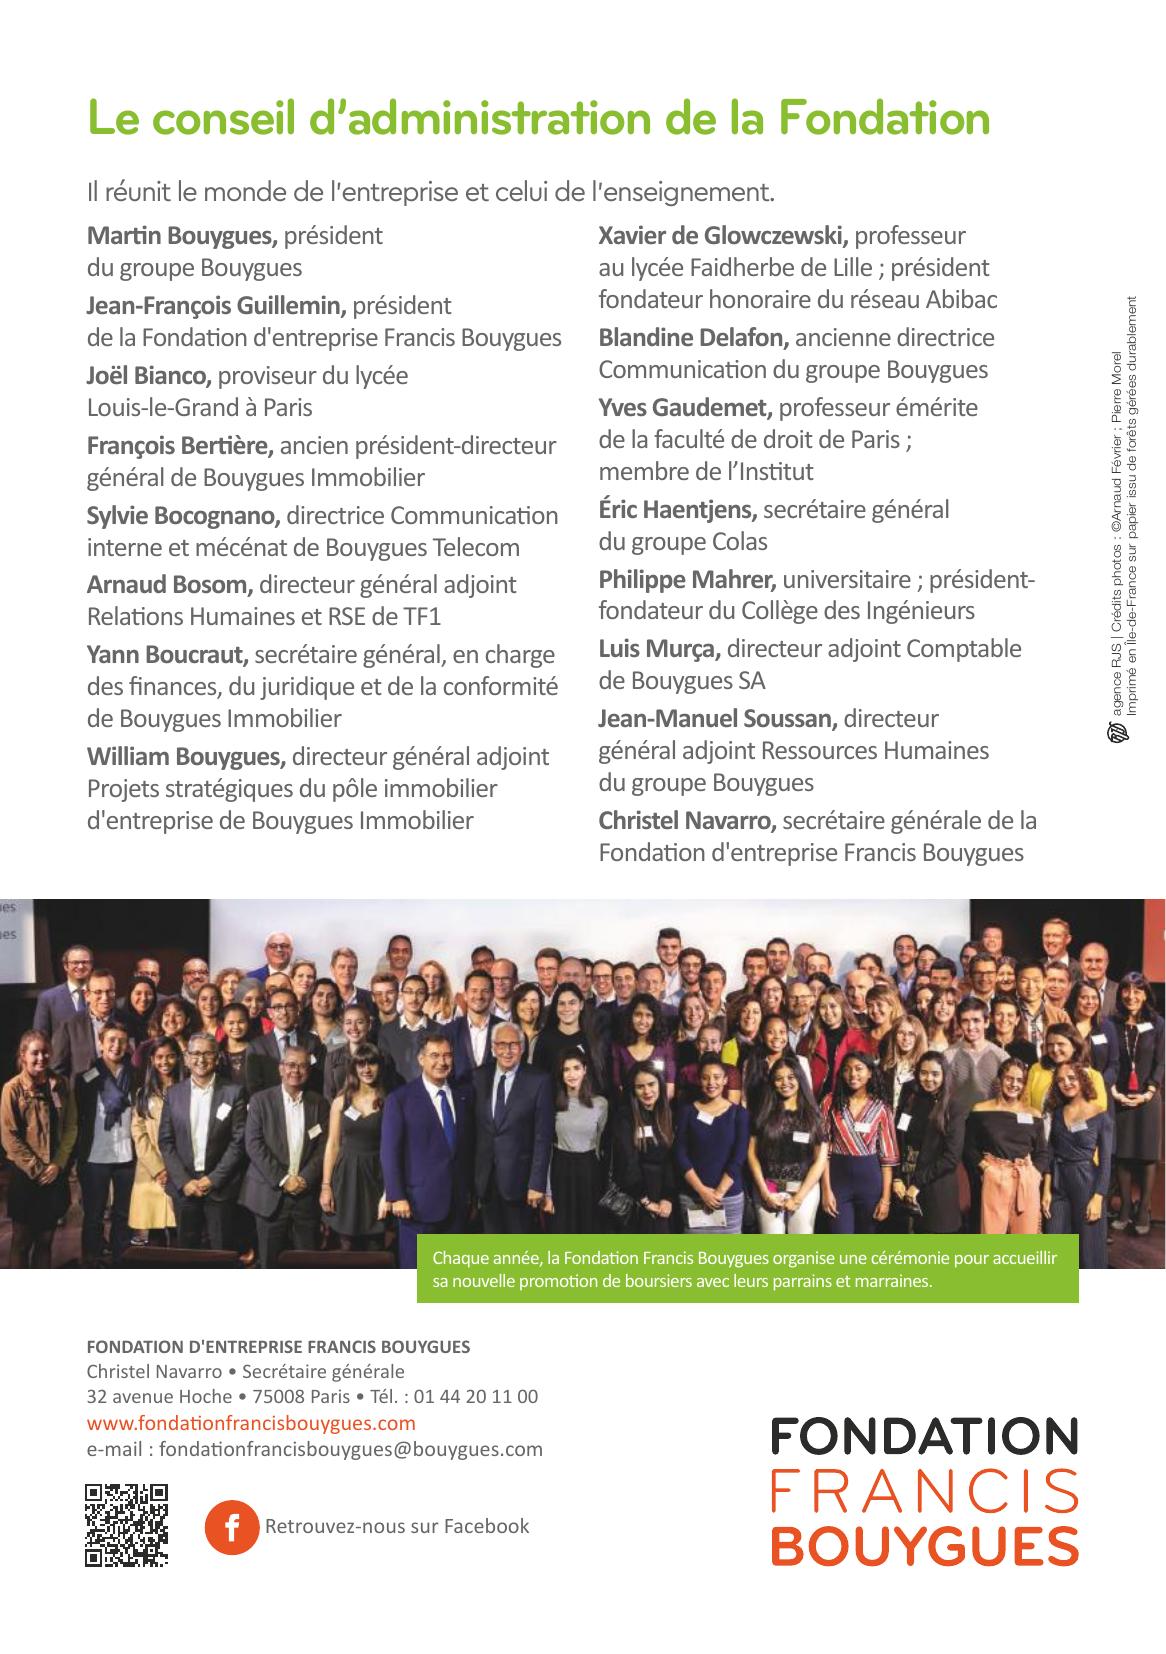 Le conseil d'administration de la Fondation
Il réunit le monde de l'entreprise et celui de l'enseignement.
Martin Bouygues, président
du groupe Bouygues
Jean-François Guillemin, président
de la Fondation d'entreprise Francis Bouygues
Joël Bianco, proviseur du lycée
Louis-le-Grand à Paris
François Bertière, ancien président-directeur
général de Bouygues Immobilier
Sylvie Bocognano, directrice Communication
interne et mécénat de Bouygues Telecom
Arnaud Bosom, directeur général adjoint
Relations Humaines et RSE de TF1
Yann Boucraut, secrétaire général, en charge
des finances, du juridique et de la conformité
de Bouygues Immobilier
William Bouygues, directeur général adjoint
Projets stratégiques du pôle immobilier
d'entreprise de Bouygues Immobilier
Xavier de Glowczewski, professeur
au lycée Faidherbe de Lille ; président
fondateur honoraire du réseau Abibac
Blandine Delafon, ancienne directrice
Communication du groupe Bouygues
Yves Gaudemet, professeur émérite
de la faculté de droit de Paris ;
membre de l’Institut
Éric Haentjens, secrétaire général
du groupe Colas
Philippe Mahrer, universitaire ; président-
fondateur du Collège des Ingénieurs
Luis Murça, directeur adjoint Comptable
de Bouygues SA
Jean-Manuel Soussan, directeur
général adjoint Ressources Humaines
du groupe Bouygues
Christel Navarro, secrétaire générale de la
Fondation d'entreprise Francis Bouygues
agence RJS | Crédits photos : ©Arnaud Février ; Pierre Morel
Imprimé en Île-de-France sur papier issu de forêts gérées durablement
Chaque année, la Fondation Francis Bouygues organise une cérémonie pour accueillir
sa nouvelle promotion de boursiers avec leurs parrains et marraines.
FONDATION D'ENTREPRISE FRANCIS BOUYGUES
Christel Navarro • Secrétaire générale
32 avenue Hoche • 75008 Paris • Tél. : 01 44 20 11 00
www.fondationfrancisbouygues.com
e-mail : fondationfrancisbouygues@bouygues.com
Retrouvez-nous sur Facebook
FONDATION
FRANCIS
BOUYGUES